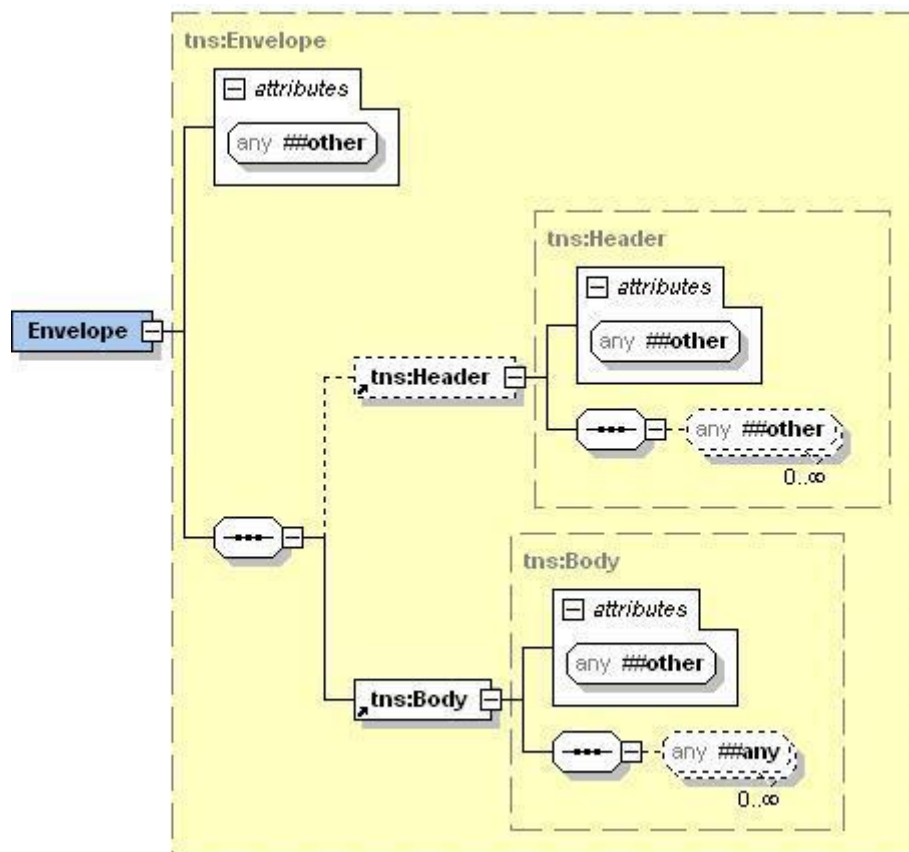 tns:Envelope
attributes
any ##other
tns:Header
attributes
any ##other
Envelope
tns:Header
any ##other
0..∞
tns:Body
attributes
any ##other
tns:Body
any ##any
0..∞